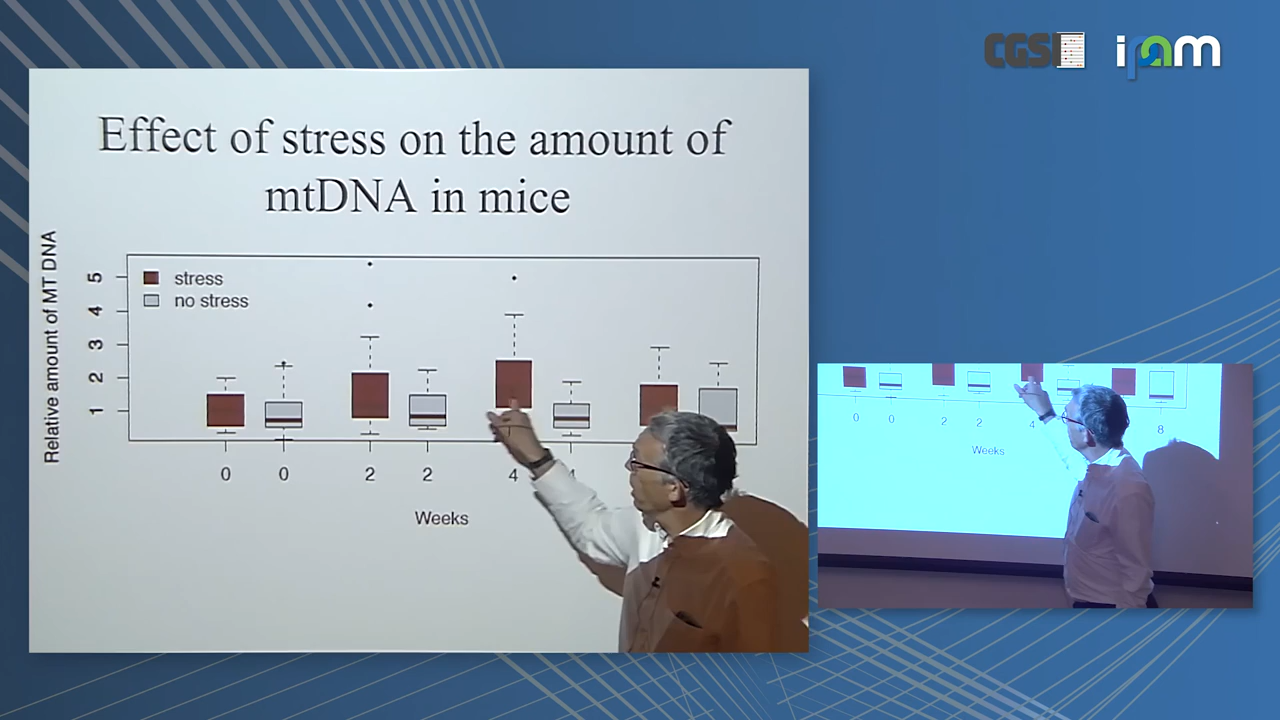 CGSI
ipam
Effect of stress on the amount of
mtDNA in mice
Relative amount of MT DNA
5
4
3
2
1
stress
no stress
0 0 2 2 4 4
Weeks
0 0 2 2 4 8
Weeks